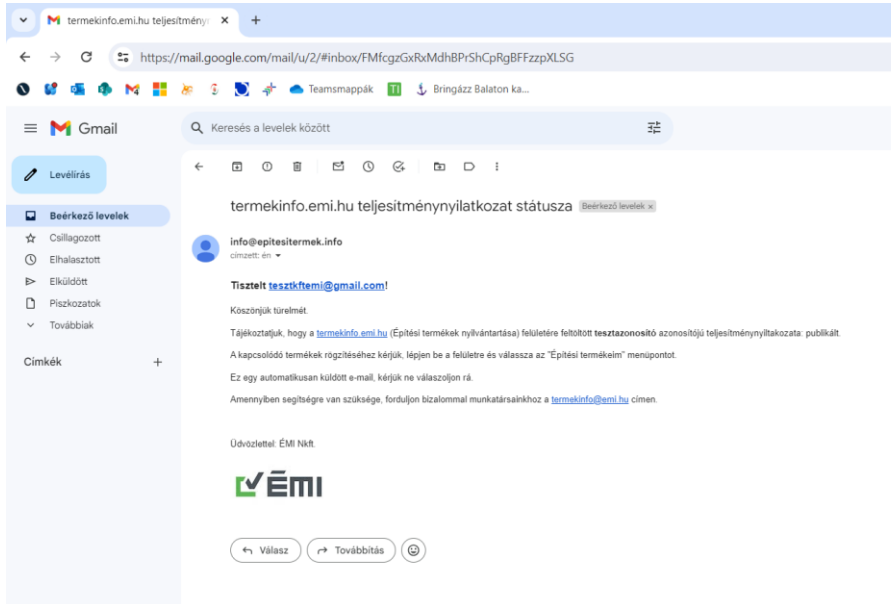 termekinfo.emi.hu teljesítmény
https://mail.google.com/mail/u/2/#inbox/FMfcgzGxRxMdhBPrShCpRgBFFzzpXLSG
Teamsmappák
TI
Bringázz Balaton ka...
Gmail
Keresés a levelek között
Levélírás
Beérkező levelek
Csillagozott
Elhalasztott
Elküldött
Piszkozatok
Továbbiak
Címkék
termekinfo.emi.hu teljesítménynyilatkozat státusza Beérkező levelek x
info@epitesitermek.info
címzett: én
Tisztelt tesztkftemi@gmail.com!
Köszönjük türelmét.
Tájékoztatjuk, hogy a termekinfo.emi.hu (Építési termékek nyilvántartása) felületére feltöltött tesztazonosító azonosítójú teljesítménynyiltakozata: publikált.
A kapcsolódó termékek rögzítéséhez kérjük, lépjen be a felületre és válassza az "Építési termékeim" menüpontot.
Ez egy automatikusan küldött e-mail, kérjük ne válaszoljon rá.
Amennyiben segítségre van szüksége, forduljon bizalommal munkatársainkhoz a termekinfo@emi.hu címen.
Üdvözlettel: ÉMI Nkft.
ÉMI
Válasz
Továbbítás